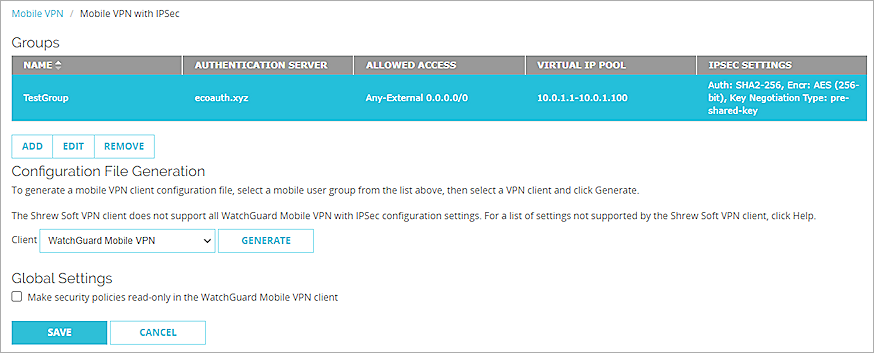 Mobile VPN / Mobile VPN with IPSec
Groups
NAME AUTHENTICATION SERVER ALLOWED ACCESS VIRTUAL IP POOL IPSEC SETTINGS
TestGroup ecoauth.xyz Any-External 0.0.0.0/0 10.0.1.1-10.0.1.100 Auth: SHA2-256, Encr: AES (256-
bit), Key Negotiation Type: pre-
shared-key
ADD EDIT REMOVE
Configuration File Generation
To generate a mobile VPN client configuration file, select a mobile user group from the list above, then select a VPN client and click Generate.
The Shrew Soft VPN client does not support all WatchGuard Mobile VPN with IPSec configuration settings. For a list of settings not supported by the Shrew Soft VPN client, click Help.
Client WatchGuard Mobile VPN GENERATE
Global Settings
Make security policies read-only in the WatchGuard Mobile VPN client
SAVE CANCEL